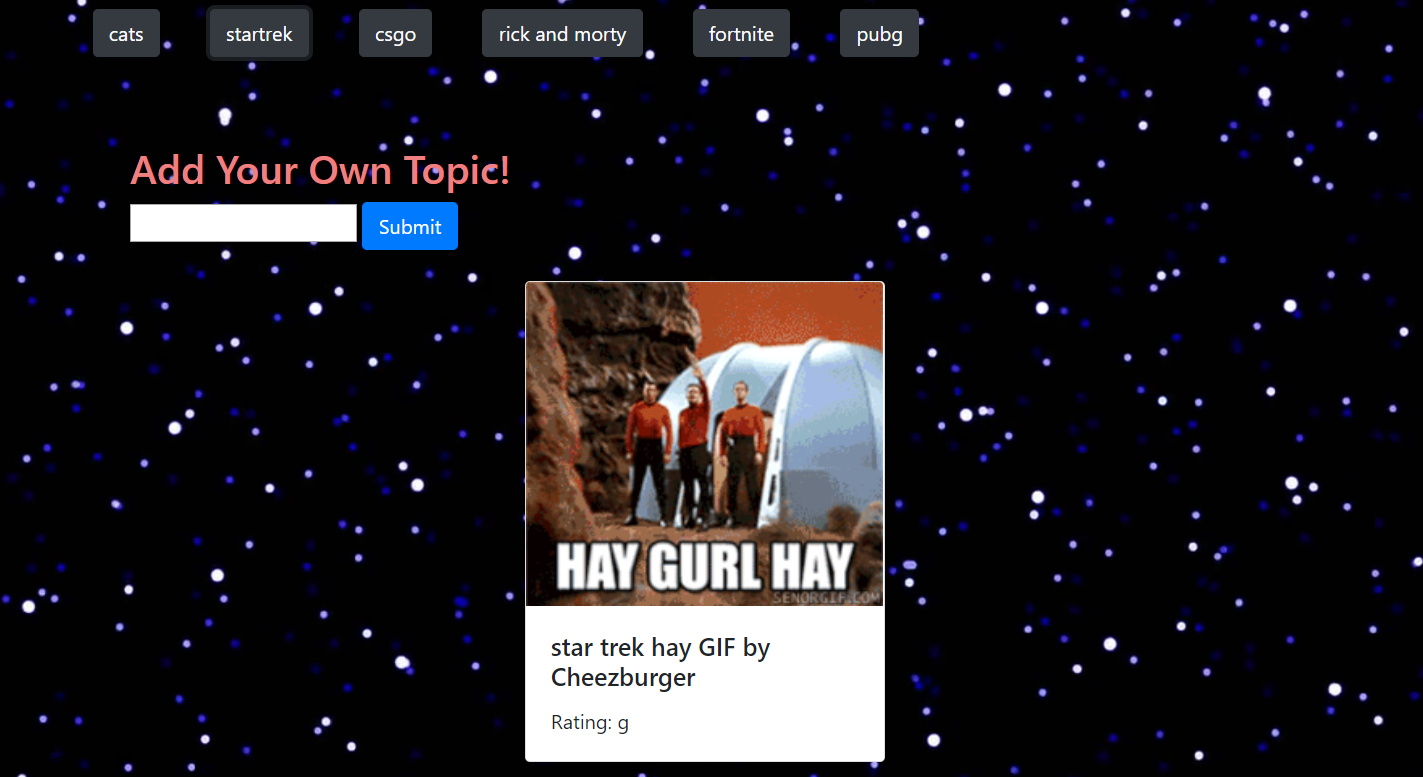 cats
startrek
csgo
rick and morty
fortnite
pubg
Add Your Own Topic!
Submit
HAY GURL HAY
SENORGIF.COM
star trek hay GIF by
Cheezburger
Rating: g